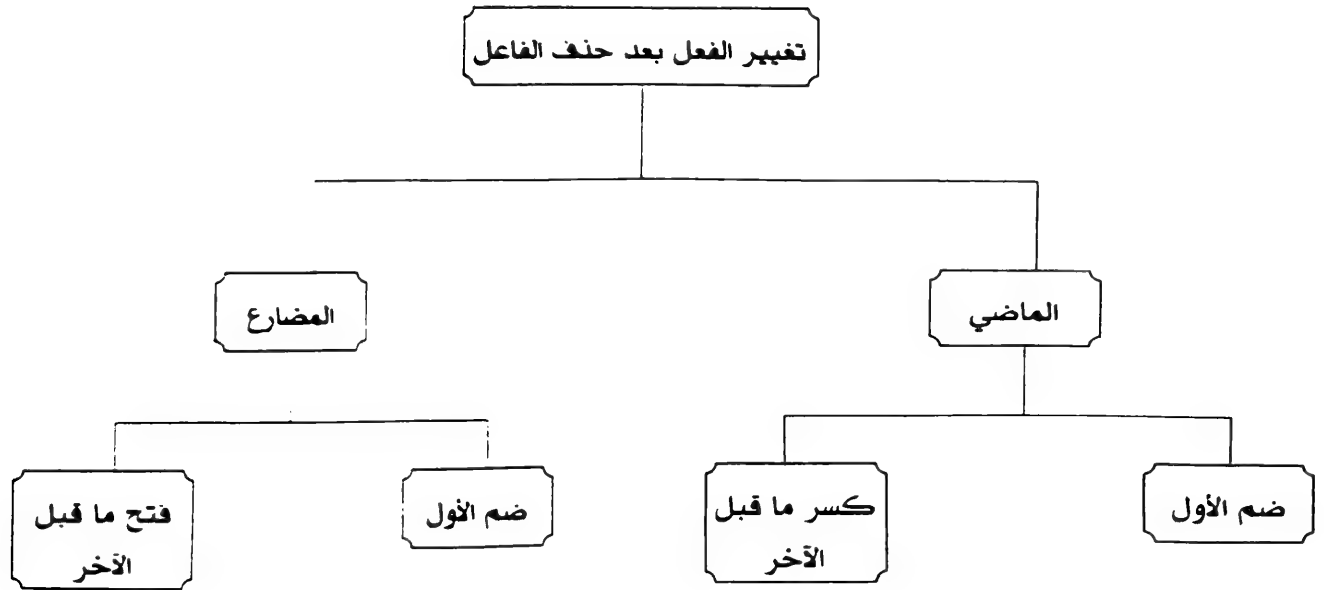 تغيير الفعل بعد حذف الفاعل
الماضي
المضارع
ضم الأول
كسر ما قبل
الآخر
ضم الأول
فتح ما قبل
الآخر